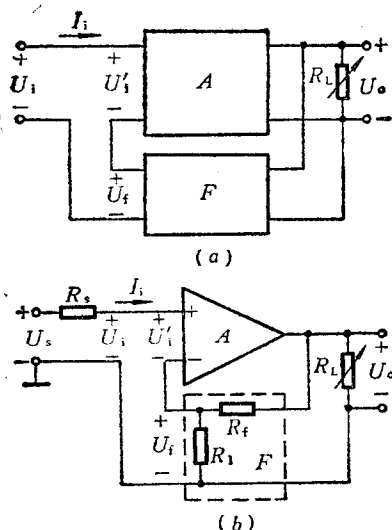 I_i
+ U_i −
+ U'_i −
A
R_L
+ U_o −
+ U_f −
F
(a)
R_s
I_i
+ U_s −
+ U_i −
+ U'_i −
+
−
A
R_L
+ U_o −
+ U_f −
R_f
R_1
F
(b)